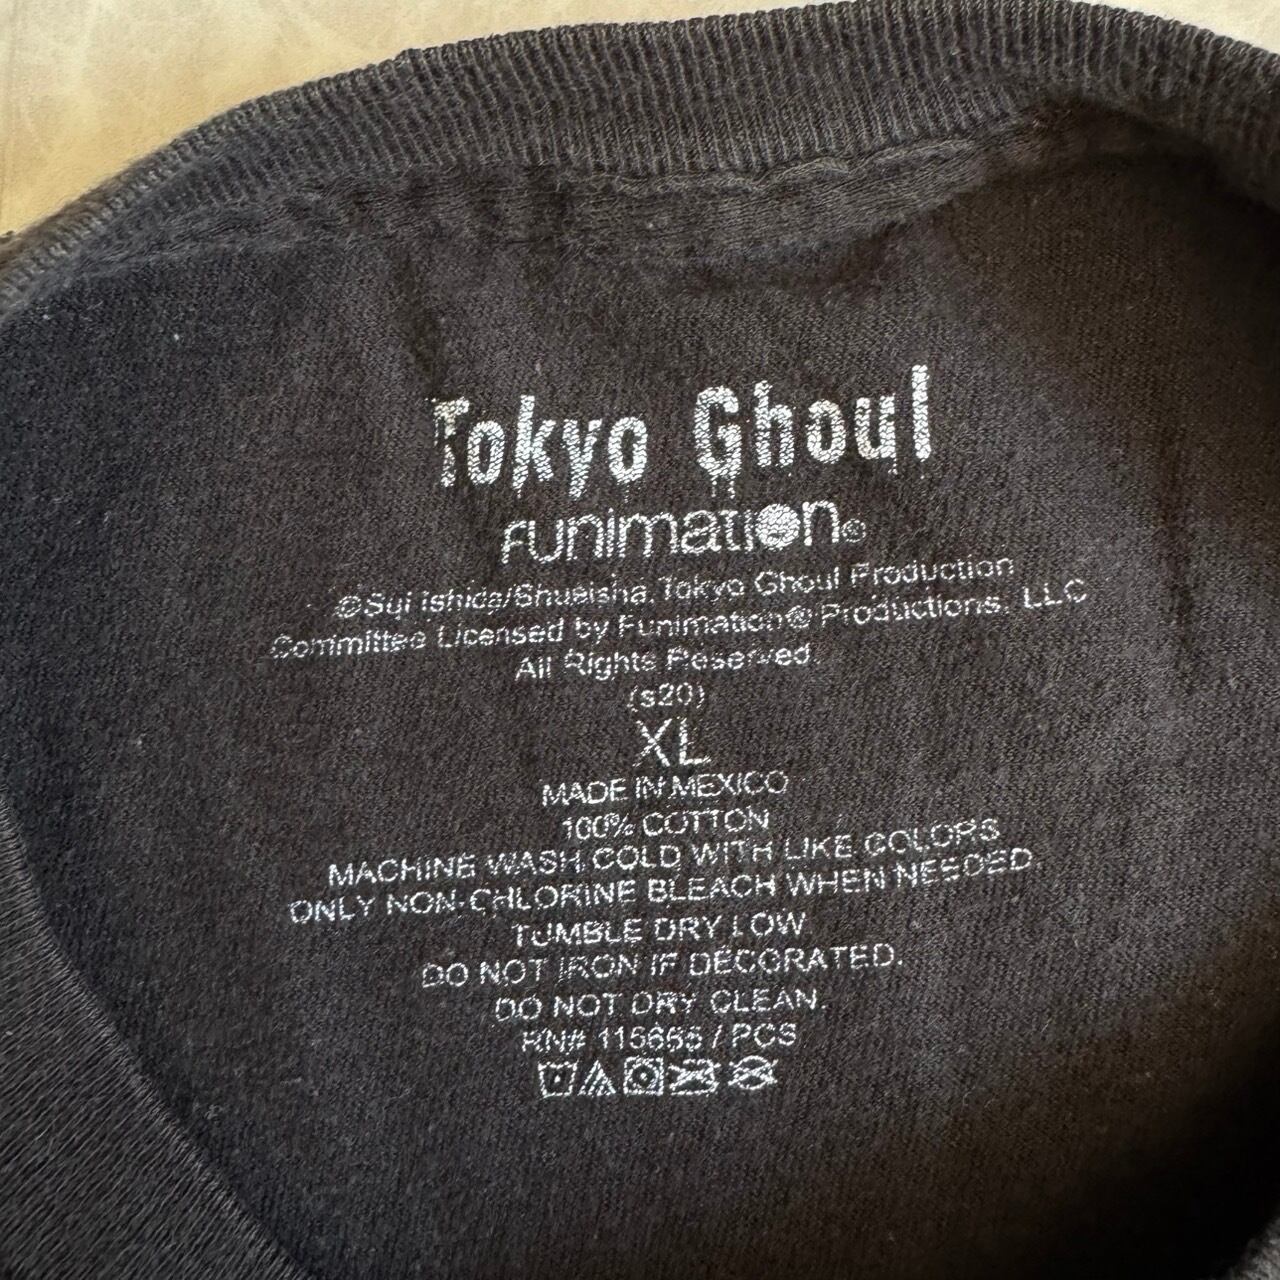 Tokyo Ghoul
FUnimation®
©Sui Ishida/Shueisha, Tokyo Ghoul Production
Committee Licensed by Funimation® Productions, LLC
All Rights Reserved.
(s20)
XL
MADE IN MEXICO
100% COTTON
MACHINE WASH COLD WITH LIKE COLORS
ONLY NON-CHLORINE BLEACH WHEN NEEDED
TUMBLE DRY LOW
DO NOT IRON IF DECORATED.
DO NOT DRY CLEAN.
RN# / PCS